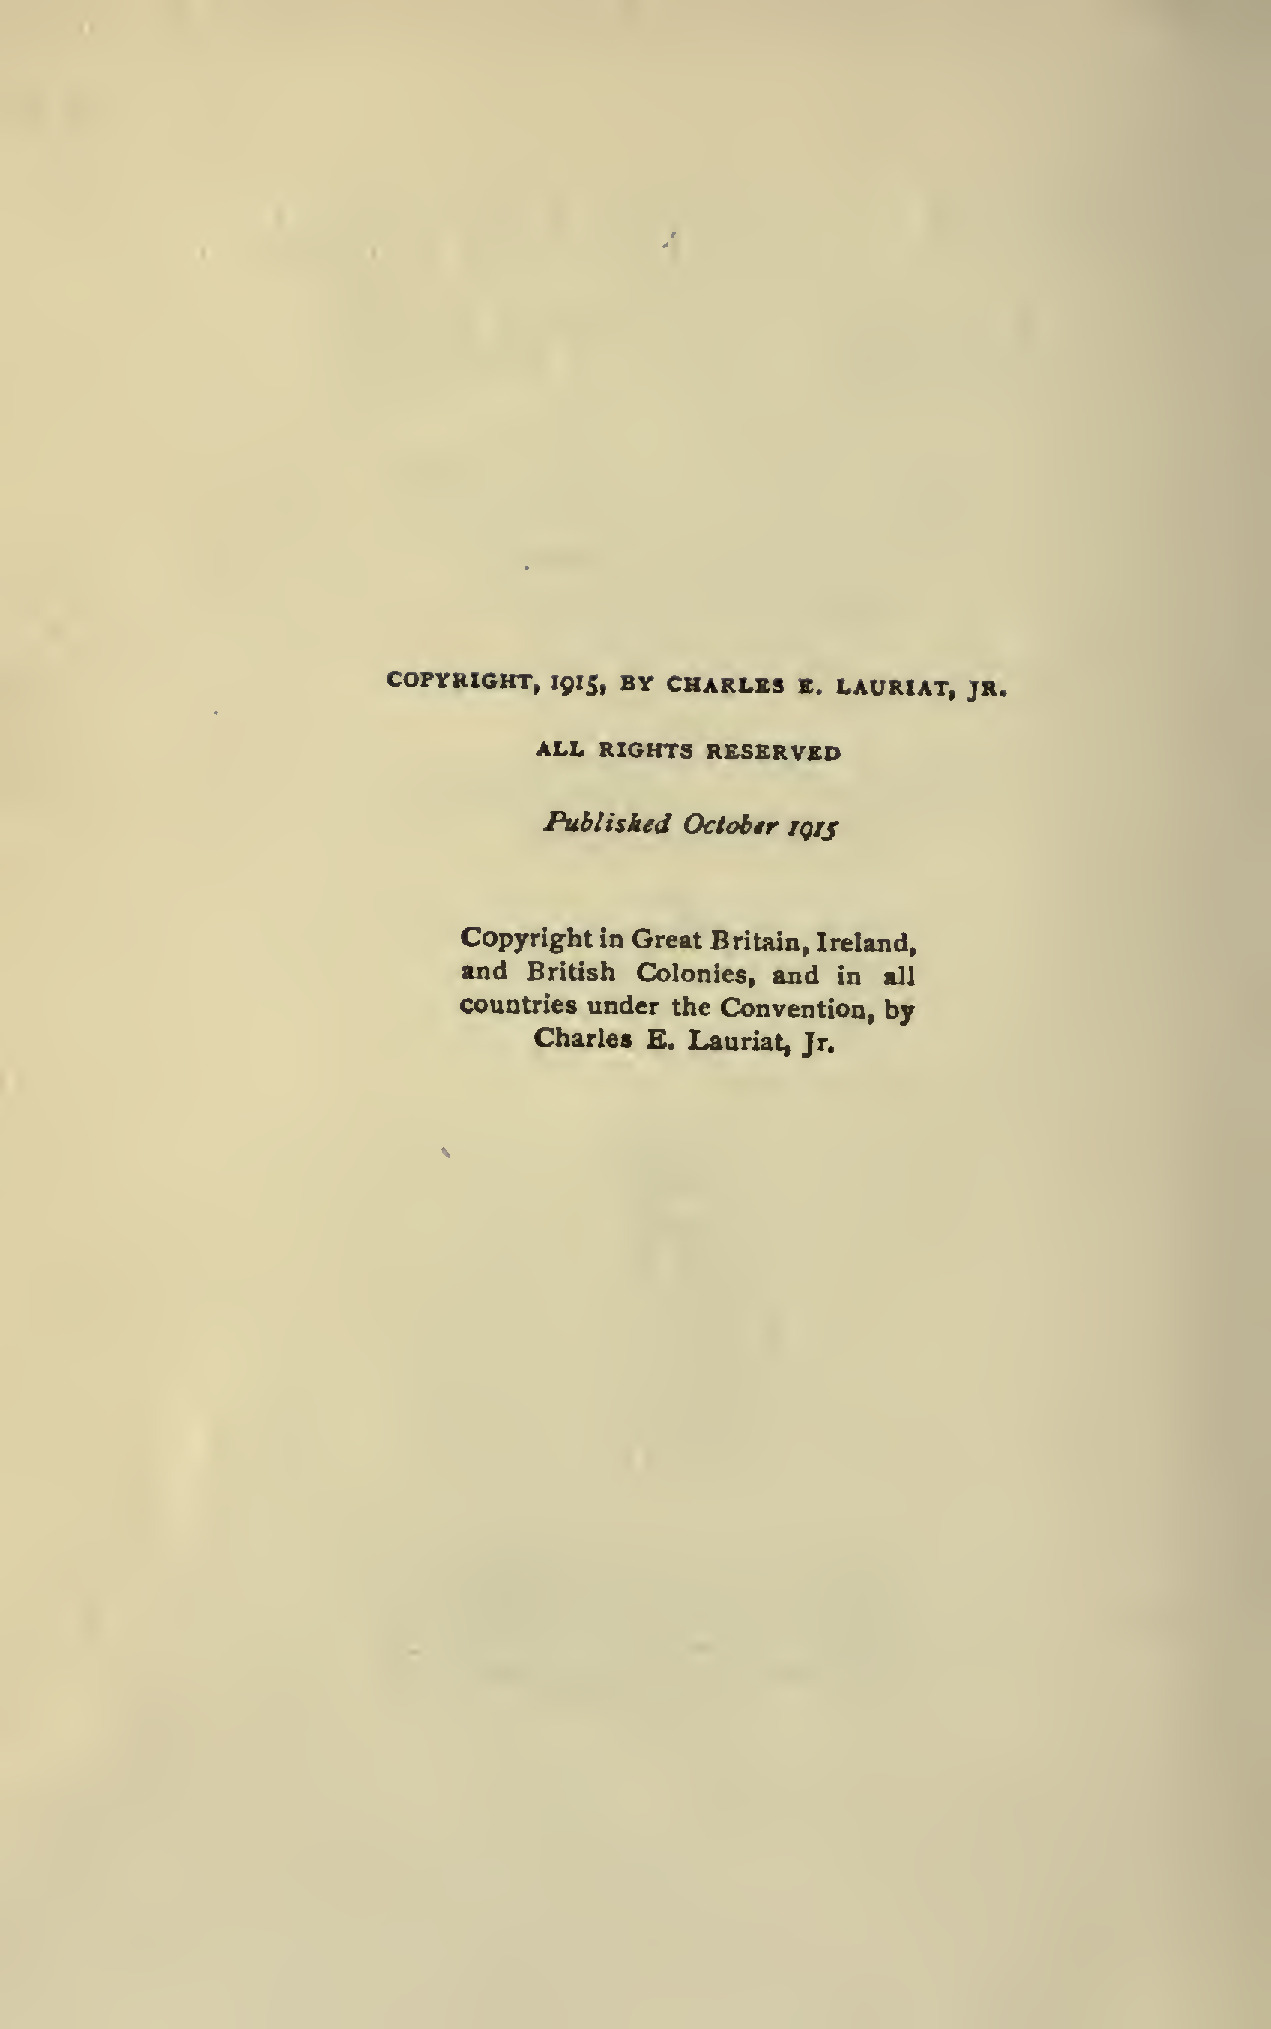 COPYRIGHT, 1915, BY CHARLES E. LAURIAT, JR.
ALL RIGHTS RESERVED
Published October 1915
Copyright in Great Britain, Ireland,
and British Colonies, and in all
countries under the Convention, by
Charles E. Lauriat, Jr.